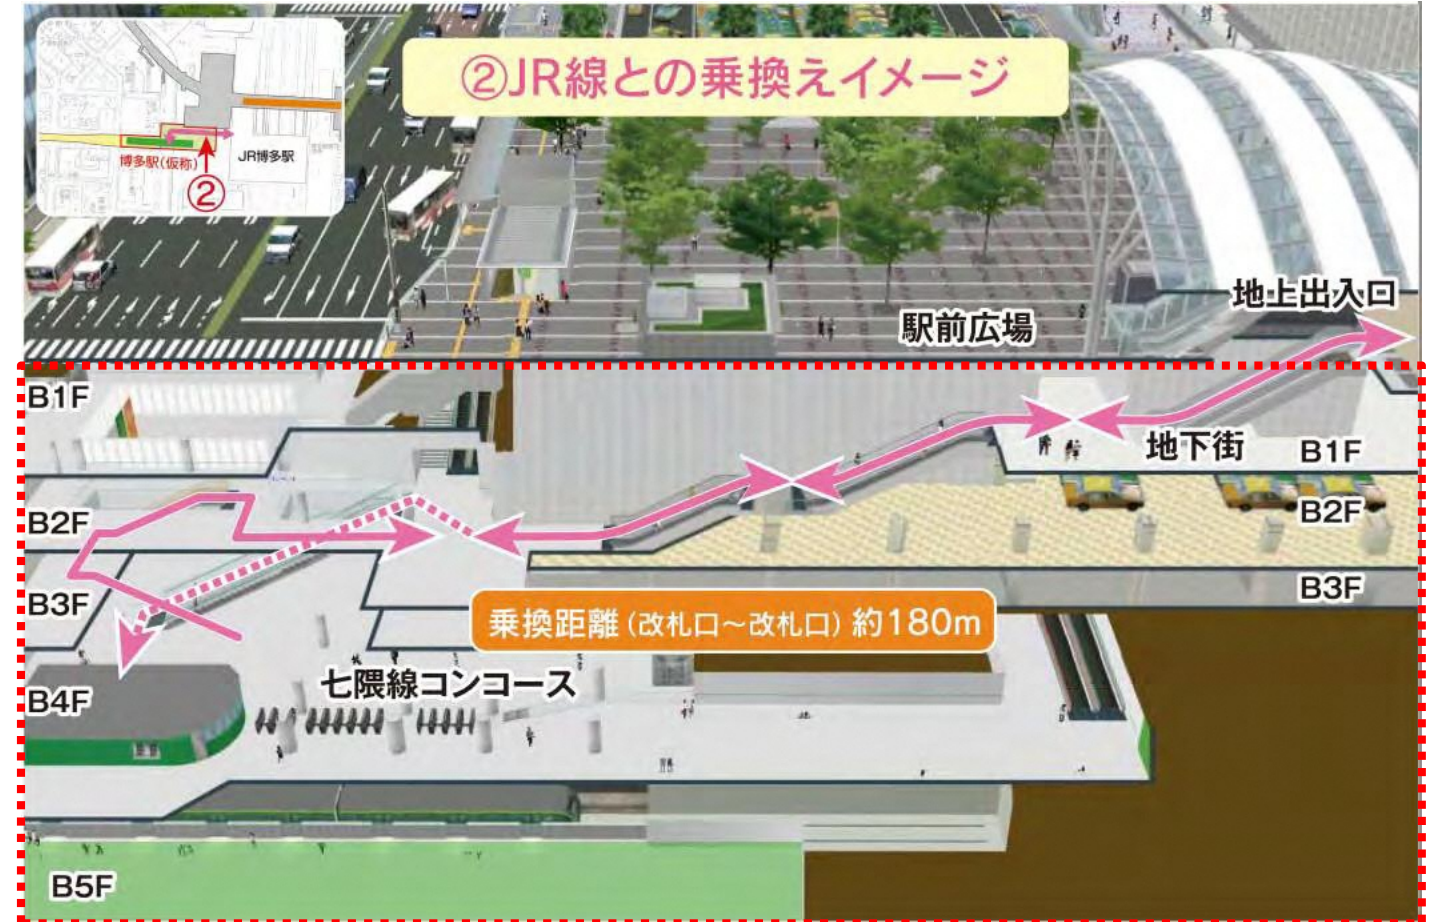 ②JR線との乗換えイメージ
博多駅(仮称)
JR博多駅
②
地上出入口
駅前広場
B1F
地下街
B1F
B2F
B2F
B3F
B3F
乗換距離(改札口～改札口)約180m
七隈線コンコース
B4F
B5F